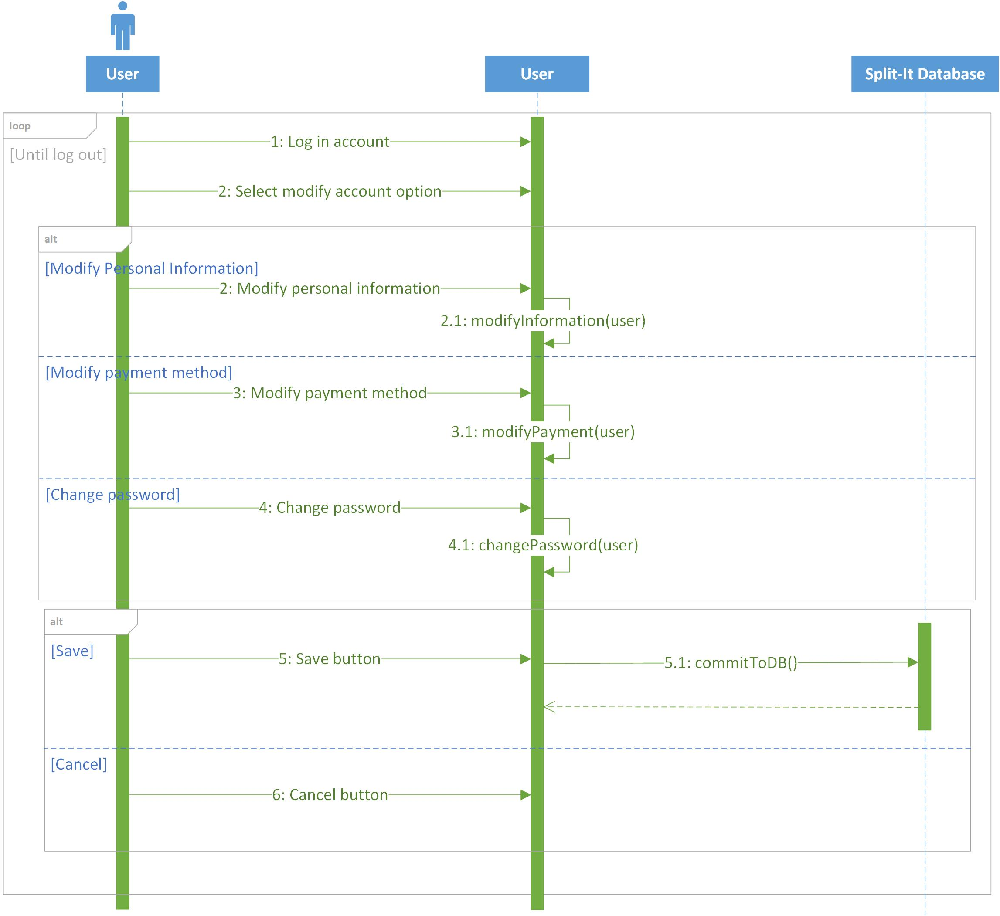 User
User
Split-It Database
loop
[Until log out]
1: Log in account
2: Select modify account option
alt
[Modify Personal Information]
2: Modify personal information
2.1: modifyInformation(user)
[Modify payment method]
3: Modify payment method
3.1: modifyPayment(user)
[Change password]
4: Change password
4.1: changePassword(user)
alt
[Save]
5: Save button
5.1: commitToDB()
[Cancel]
6: Cancel button